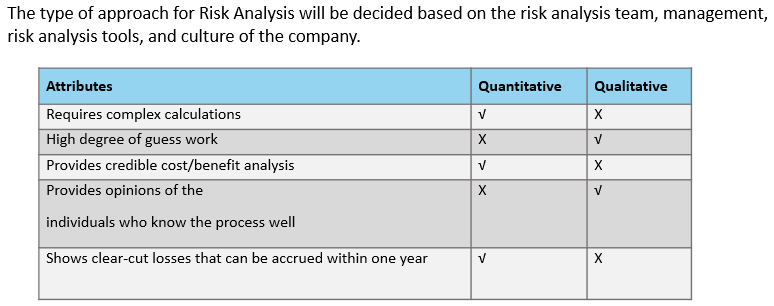 The type of approach for Risk Analysis will be decided based on the risk analysis team, management,
risk analysis tools, and culture of the company.
Attributes Quantitative Qualitative
Requires complex calculations √ X
High degree of guess work X √
Provides credible cost/benefit analysis √ X
Provides opinions of the X √
individuals who know the process well
Shows clear-cut losses that can be accrued within one year √ X